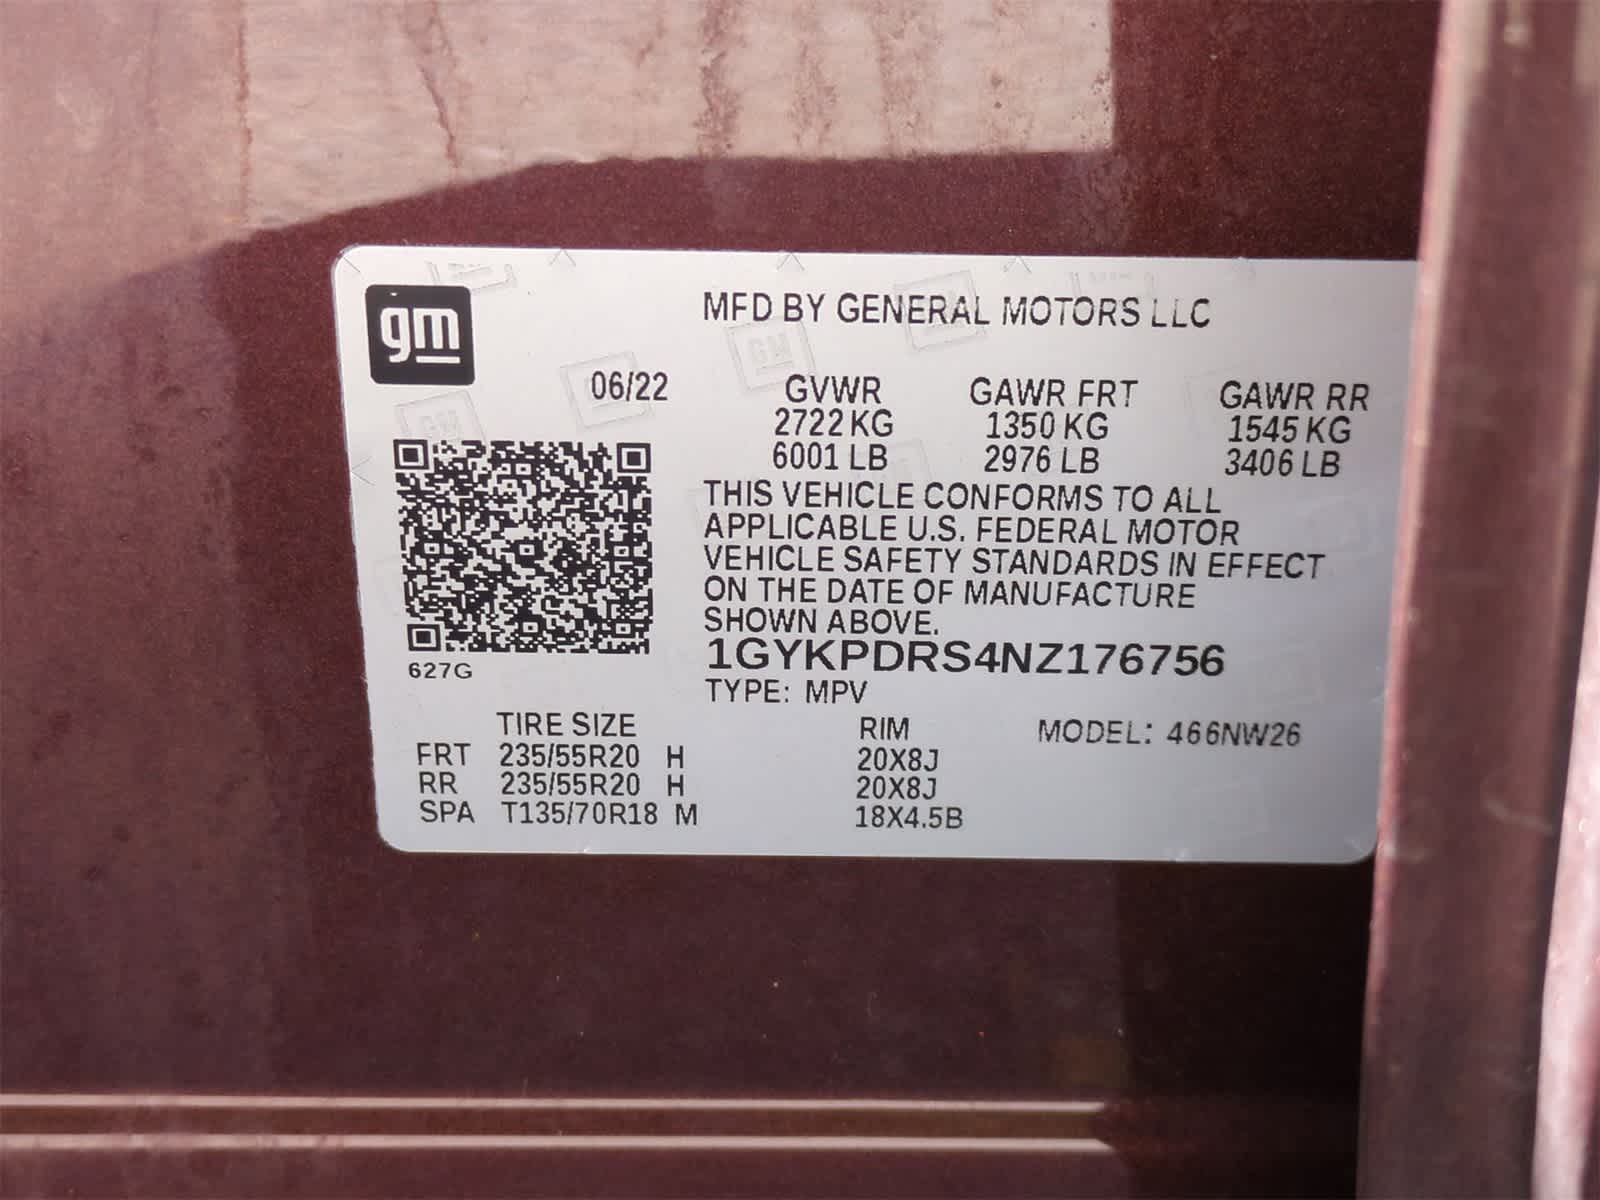 gm
MFD BY GENERAL MOTORS LLC
06/22
GVWR GAWR FRT GAWR RR
2722 KG 1350 KG 1545 KG
6001 LB 2976 LB 3406 LB
THIS VEHICLE CONFORMS TO ALL
APPLICABLE U.S. FEDERAL MOTOR
VEHICLE SAFETY STANDARDS IN EFFECT
ON THE DATE OF MANUFACTURE
SHOWN ABOVE.
1GYKPDRS4NZ176756
627G
TYPE: MPV
TIRE SIZE RIM MODEL: 466NW26
FRT 235/55R20 H 20X8J
RR 235/55R20 H 20X8J
SPA T135/70R18 M 18X4.5B